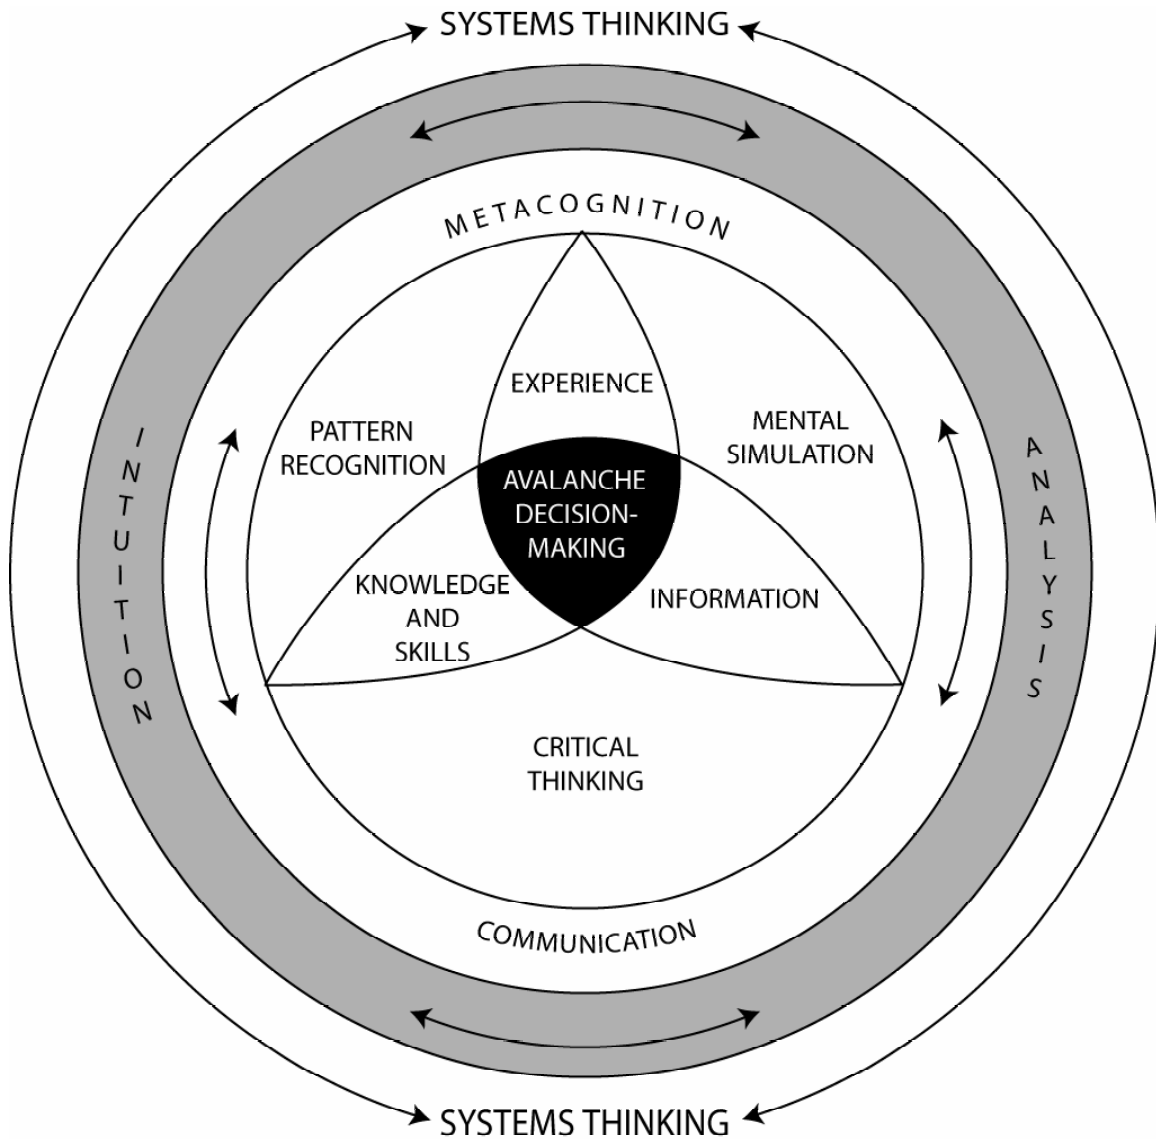 SYSTEMS THINKING
METACOGNITION
EXPERIENCE
PATTERN
RECOGNITION
MENTAL
SIMULATION
INTUITION
ANALYSIS
AVALANCHE
DECISION-
MAKING
KNOWLEDGE
AND
SKILLS
INFORMATION
CRITICAL
THINKING
COMMUNICATION
SYSTEMS THINKING